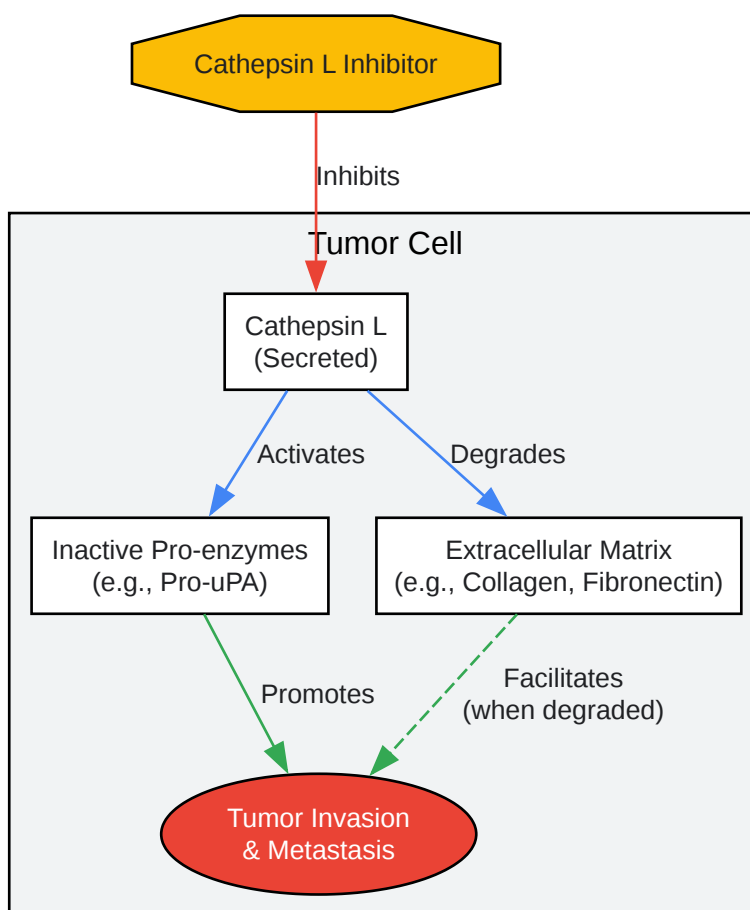 Cathepsin L Inhibitor
Inhibits
Tumor Cell
Cathepsin L
(Secreted)
Activates
Degrades
Inactive Pro-enzymes
(e.g., Pro-uPA)
Extracellular Matrix
(e.g., Collagen, Fibronectin)
Promotes
Facilitates
(when degraded)
Tumor Invasion
& Metastasis